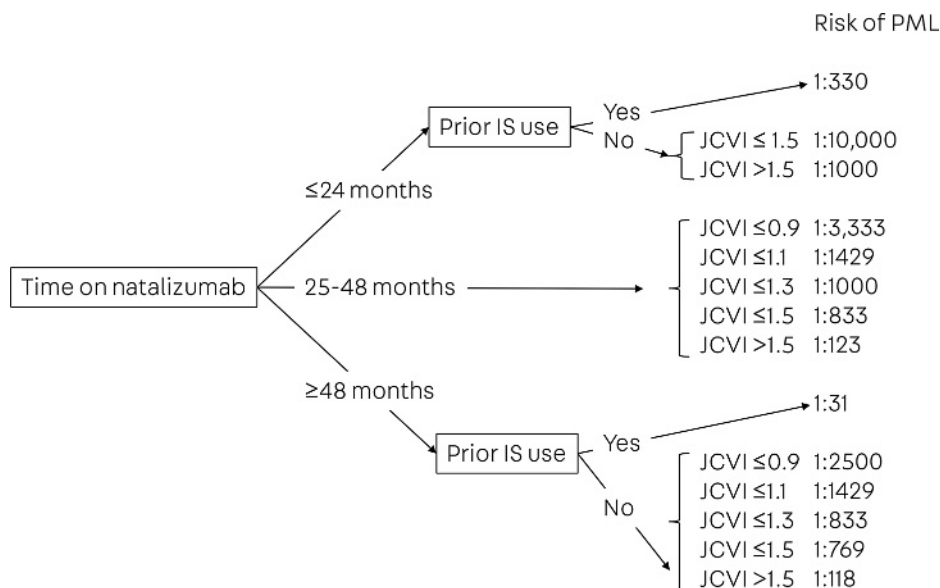 Risk of PML
1:330
Yes
Prior IS use
No
JCVI ≤ 1.5 1:10,000
JCVI >1.5 1:1000
≤24 months
JCVI ≤0.9 1:3,333
JCVI ≤1.1 1:1429
Time on natalizumab
25-48 months
JCVI ≤1.3 1:1000
JCVI ≤1.5 1:833
JCVI >1.5 1:123
≥48 months
1:31
Yes
Prior IS use
No
JCVI ≤0.9 1:2500
JCVI ≤1.1 1:1429
JCVI ≤1.3 1:833
JCVI ≤1.5 1:769
JCVI >1.5 1:118